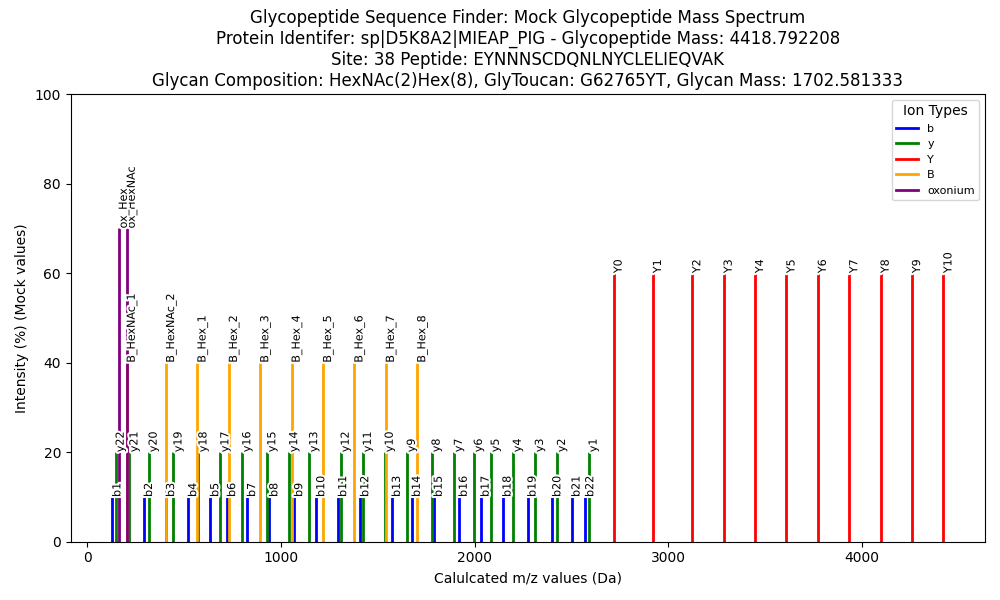 Glycopeptide Sequence Finder: Mock Glycopeptide Mass Spectrum
Protein Identifer: sp|D5K8A2|MIEAP_PIG - Glycopeptide Mass: 4418.792208
Site: 38 Peptide: EYNNNSCDQNLNYCLELIEQVAK
Glycan Composition: HexNAc(2)Hex(8), GlyToucan: G62765YT, Glycan Mass: 1702.581333
100
80
60
40
20
0
Intensity (%) (Mock values)
Ion Types
b
y
Y
B
oxonium
ox_Hex
ox_HexNAc
Y0
Y1
Y2
Y3
Y4
Y5
Y6
Y7
Y8
Y9
Y10
B_HexNAc_1
B_HexNAc_2
B_Hex_1
B_Hex_2
B_Hex_3
B_Hex_4
B_Hex_5
B_Hex_6
B_Hex_7
B_Hex_8
y22
y21
y20
y19
y18
y17
y16
y15
y14
y13
y12
y11
y10
y9
y8
y7
y6
y5
y4
y3
y2
y1
b1
b2
b3
b4
b5
b6
b7
b8
b9
b10
b11
b12
b13
b14
b15
b16
b17
b18
b19
b20
b21
b22
0
1000
2000
3000
4000
Calulcated m/z values (Da)